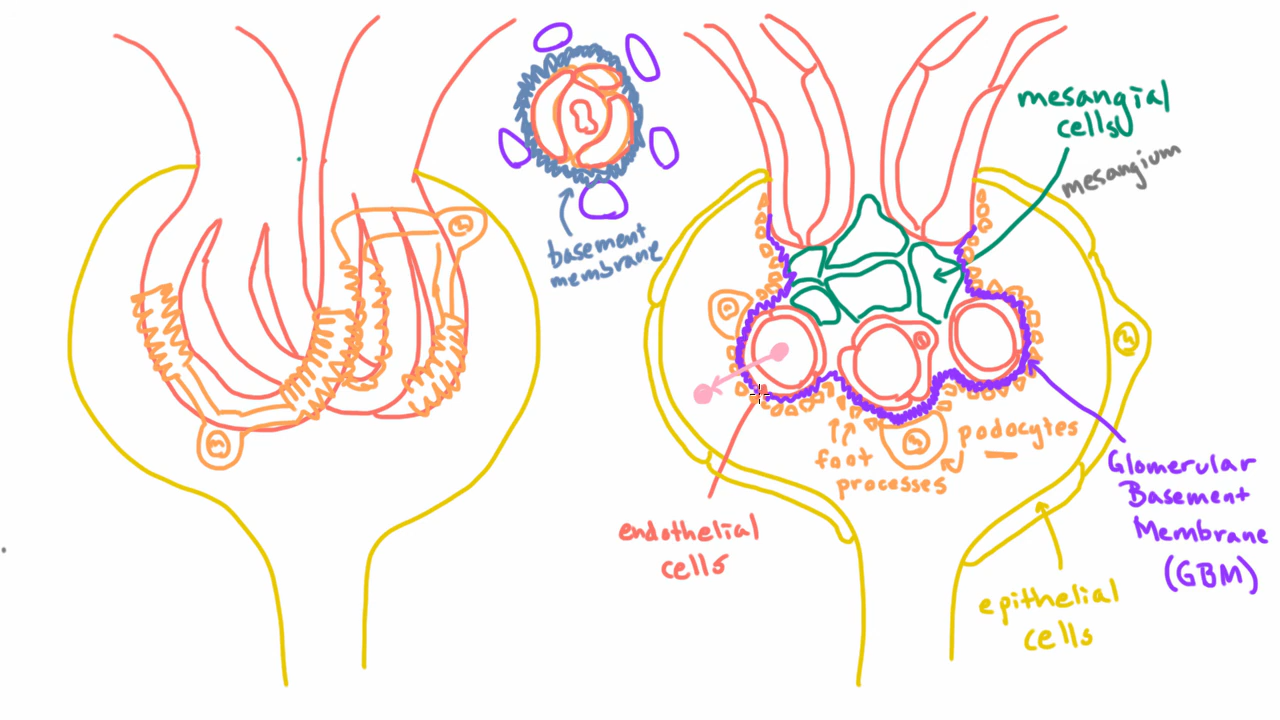 mesangial
cells
mesangium
basement
membrane
podocytes
foot
processes
Glomerular
Basement
Membrane
(GBM)
endothelial
cells
epithelial
cells